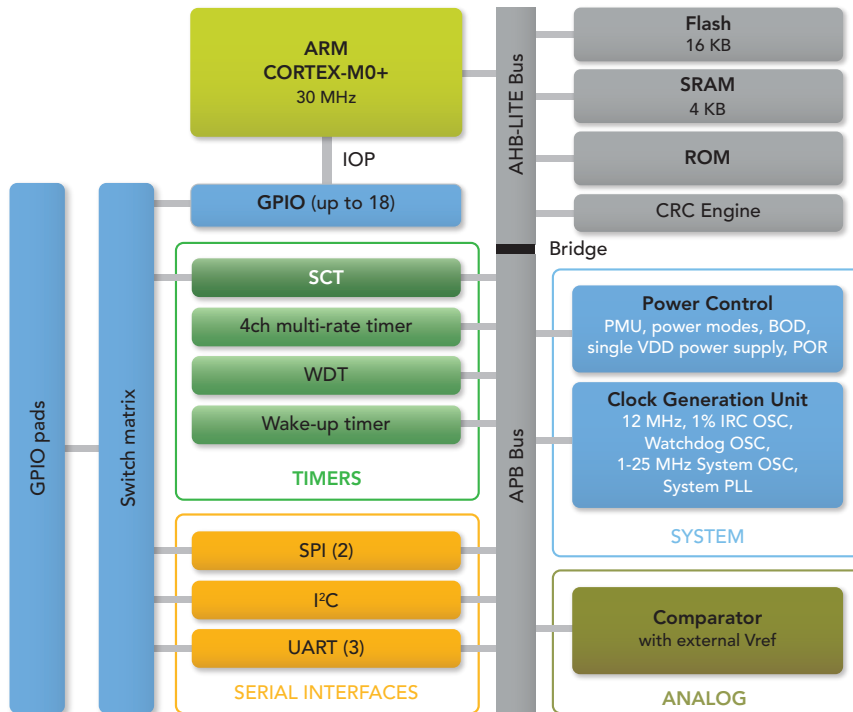 ARM
CORTEX-M0+
30 MHz
IOP
GPIO (up to 18)
GPIO pads
Switch matrix
SCT
4ch multi-rate timer
WDT
Wake-up timer
TIMERS
SPI (2)
I²C
UART (3)
SERIAL INTERFACES
AHB-LITE Bus
Bridge
APB Bus
Flash
16 KB
SRAM
4 KB
ROM
CRC Engine
Power Control
PMU, power modes, BOD,
single VDD power supply, POR
Clock Generation Unit
12 MHz, 1% IRC OSC,
Watchdog OSC,
1-25 MHz System OSC,
System PLL
SYSTEM
Comparator
with external Vref
ANALOG